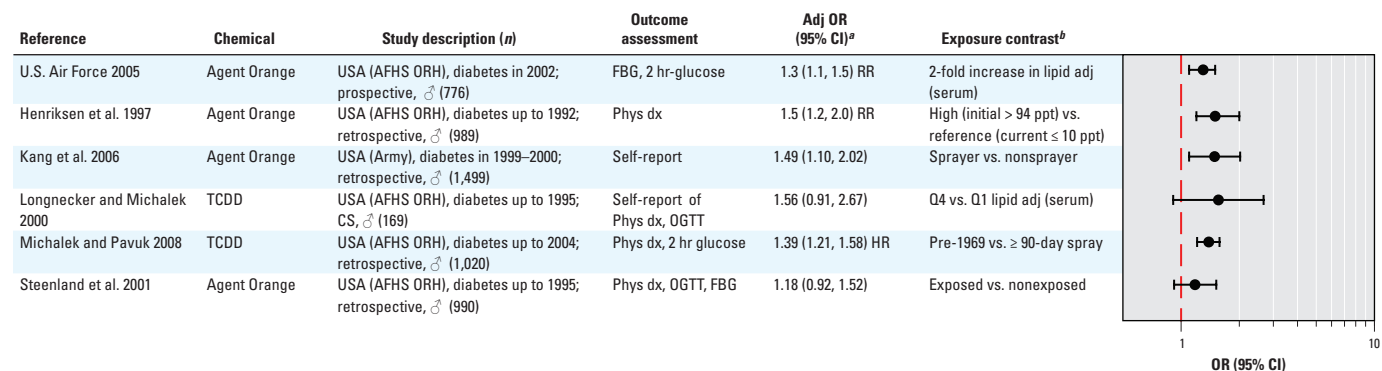 Reference Chemical Study description (n) Outcome assessment Adj OR (95% CI)a Exposure contrastb
U.S. Air Force 2005 Agent Orange USA (AFHS ORH), diabetes in 2002; FBG, 2 hr-glucose 1.3 (1.1, 1.5) RR 2-fold increase in lipid adj
prospective, ♂ (776) (serum)
Henriksen et al. 1997 Agent Orange USA (AFHS ORH), diabetes up to 1992; Phys dx 1.5 (1.2, 2.0) RR High (initial > 94 ppt) vs.
retrospective, ♂ (989) reference (current ≤ 10 ppt)
Kang et al. 2006 Agent Orange USA (Army), diabetes in 1999–2000; Self-report 1.49 (1.10, 2.02) Sprayer vs. nonsprayer
retrospective, ♂ (1,499)
Longnecker and Michalek TCDD USA (AFHS ORH), diabetes up to 1995; Self-report of 1.56 (0.91, 2.67) Q4 vs. Q1 lipid adj (serum)
2000 CS, ♂ (169) Phys dx, OGTT
Michalek and Pavuk 2008 TCDD USA (AFHS ORH), diabetes up to 2004; Phys dx, 2 hr glucose 1.39 (1.21, 1.58) HR Pre-1969 vs. ≥ 90-day spray
retrospective, ♂ (1,020)
Steenland et al. 2001 Agent Orange USA (AFHS ORH), diabetes up to 1995; Phys dx, OGTT, FBG 1.18 (0.92, 1.52) Exposed vs. nonexposed
retrospective, ♂ (990)
1 10
OR (95% CI)